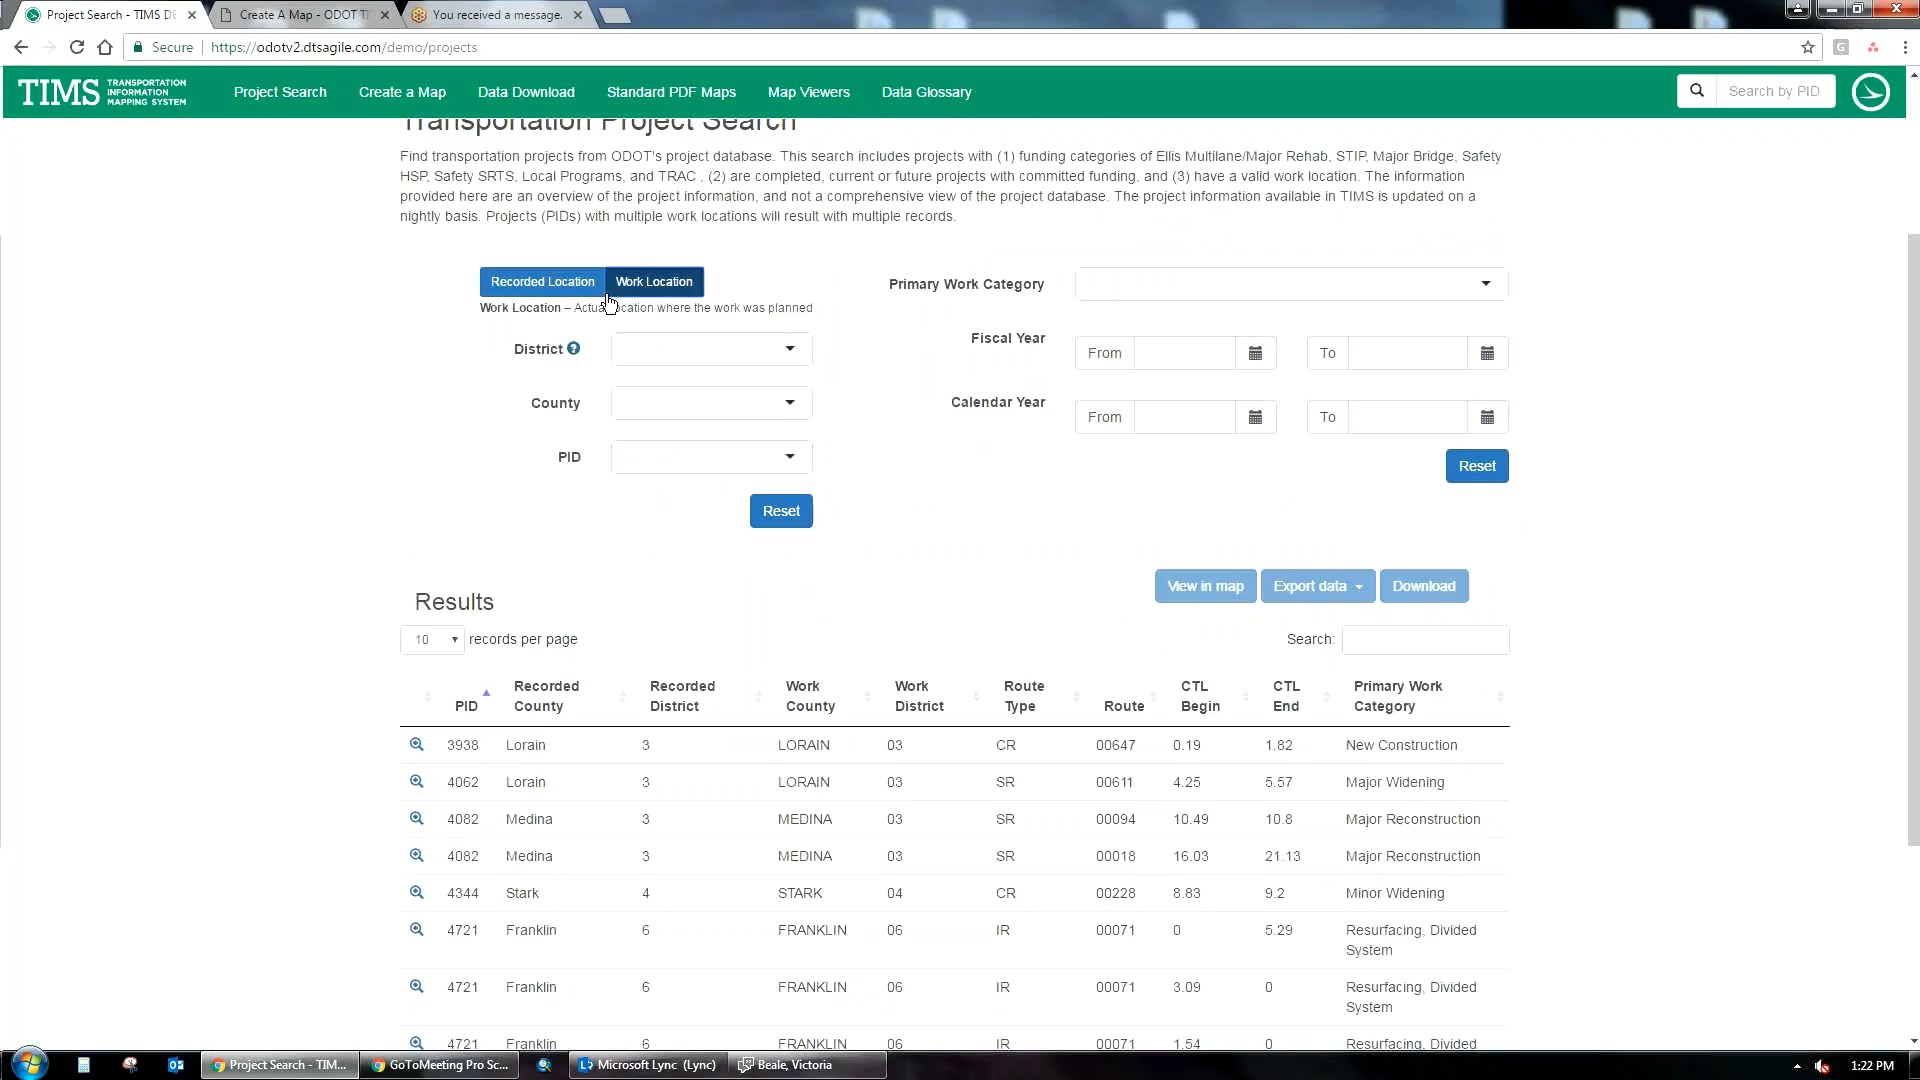 Project Search - TIMS DE
Create A Map - ODOT T
You received a message.
Secure
https://odotv2.dtsagile.com/demo/projects
TIMS TRANSPORTATION
INFORMATION
MAPPING SYSTEM
Project Search
Create a Map
Data Download
Standard PDF Maps
Map Viewers
Data Glossary
Search by PID
Transportation Project Search
Find transportation projects from ODOT's project database. This search includes projects with (1) funding categories of Ellis Multilane/Major Rehab, STIP, Major Bridge, Safety
HSP, Safety SRTS, Local Programs, and TRAC , (2) are completed, current or future projects with committed funding, and (3) have a valid work location. The information
provided here are an overview of the project information, and not a comprehensive view of the project database. The project information available in TIMS is updated on a
nightly basis. Projects (PIDs) with multiple work locations will result with multiple records.
Recorded Location
Work Location
Work Location – Actual location where the work was planned
District
County
PID
Reset
Primary Work Category
Fiscal Year
From
To
Calendar Year
From
To
Reset
Results
View in map
Export data
Download
10 records per page
Search:
PID Recorded County Recorded District Work County Work District Route Type Route CTL Begin CTL End Primary Work Category
3938 Lorain 3 LORAIN 03 CR 00647 0.19 1.82 New Construction
4062 Lorain 3 LORAIN 03 SR 00611 4.25 5.57 Major Widening
4082 Medina 3 MEDINA 03 SR 00094 10.49 10.8 Major Reconstruction
4082 Medina 3 MEDINA 03 SR 00018 16.03 21.13 Major Reconstruction
4344 Stark 4 STARK 04 CR 00228 8.83 9.2 Minor Widening
4721 Franklin 6 FRANKLIN 06 IR 00071 0 5.29 Resurfacing, Divided
System
4721 Franklin 6 FRANKLIN 06 IR 00071 3.09 0 Resurfacing, Divided
System
4721 Franklin 6 FRANKLIN 06 IR 00071 1.54 0 Resurfacing, Divided
Project Search - TIM...
GoToMeeting Pro Sc...
Microsoft Lync (Lync)
Beale, Victoria
1:22 PM